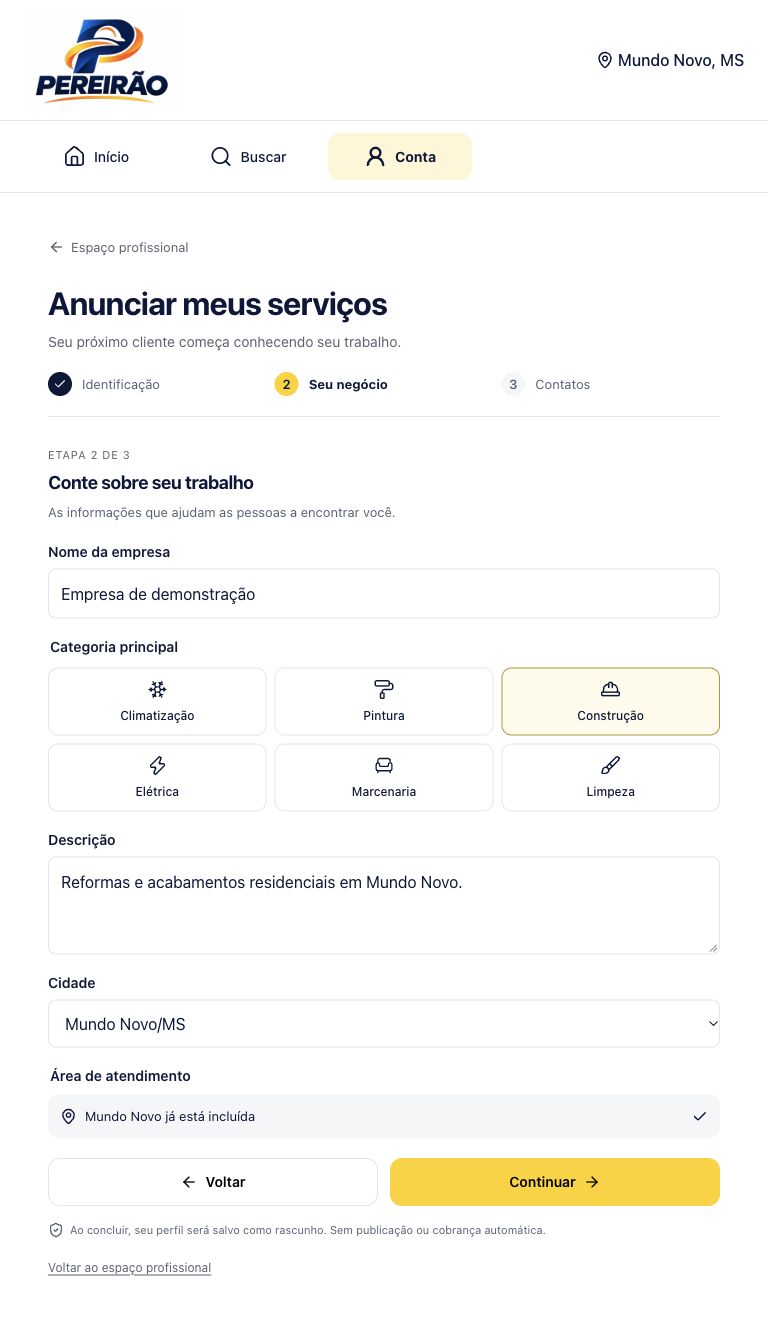 PEREIRÃO
Mundo Novo, MS
Início
Buscar
Conta
Espaço profissional
Anunciar meus serviços
Seu próximo cliente começa conhecendo seu trabalho.
Identificação
2 Seu negócio
3 Contatos
ETAPA 2 DE 3
Conte sobre seu trabalho
As informações que ajudam as pessoas a encontrar você.
Nome da empresa
Empresa de demonstração
Categoria principal
Climatização
Pintura
Construção
Elétrica
Marcenaria
Limpeza
Descrição
Reformas e acabamentos residenciais em Mundo Novo.
Cidade
Mundo Novo/MS
Área de atendimento
Mundo Novo já está incluída
Voltar
Continuar
Ao concluir, seu perfil será salvo como rascunho. Sem publicação ou cobrança automática.
Voltar ao espaço profissional